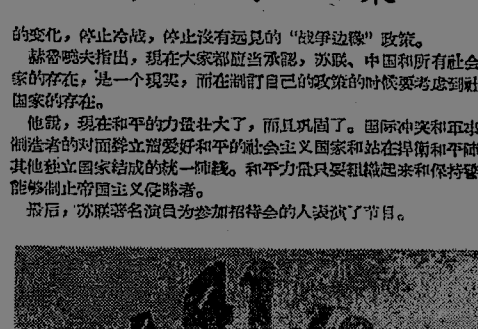 的变化，停止冷战，停止没有远见的“战争边缘”政策。
赫鲁晓夫指出，现在大家都应当承认，苏联、中国和所有社会
家的存在，是一个现实，而在制訂自己的政策的时候要考虑到社
国家的存在。
他說，現在和平的力量壮大了，而且巩固了。国际冲突和軍事
制造者的对面聳立着爱好和平的社会主义国家和站在捍衛和平陣
其他独立国家結成的統一陣綫。和平力量只要組織起来和保持警
能够制止帝国主义侵略者。
最后，苏联著名演員为参加招待会的人表演了节目。